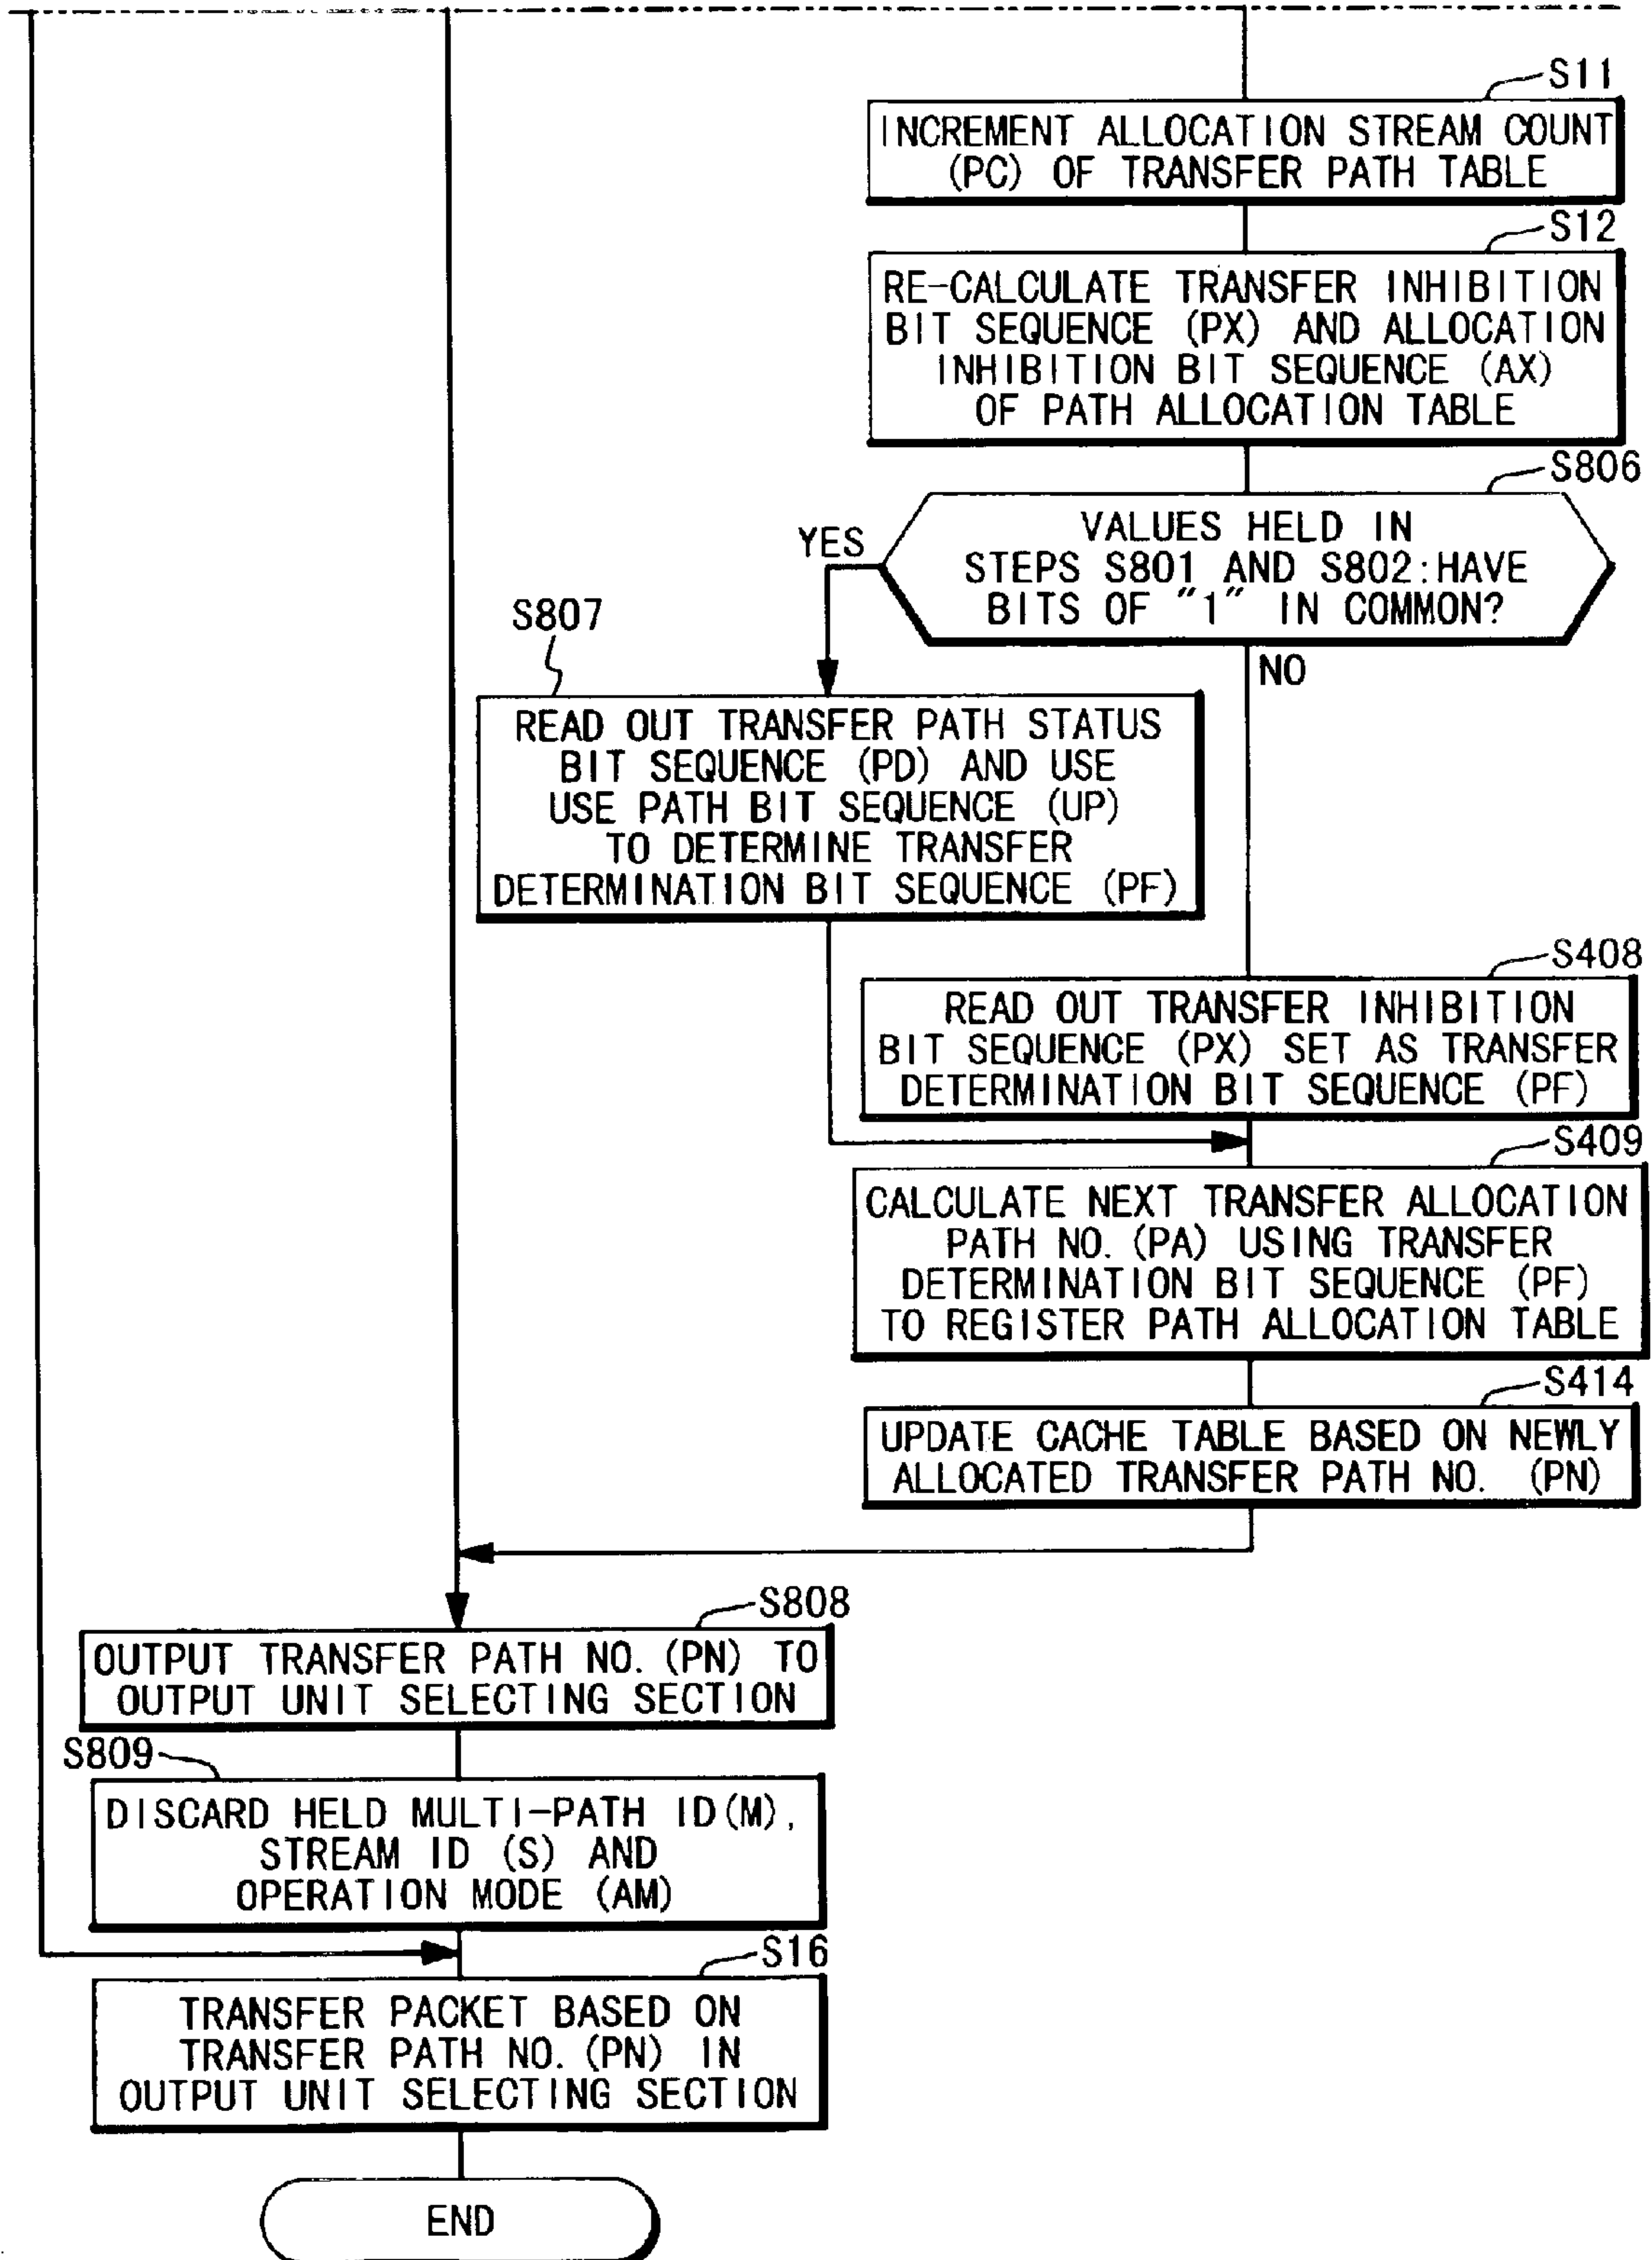 S11
INCREMENT ALLOCATION STREAM COUNT
(PC) OF TRANSFER PATH TABLE
S12
RE-CALCULATE TRANSFER INHIBITION
BIT SEQUENCE (PX) AND ALLOCATION
INHIBITION BIT SEQUENCE (AX)
OF PATH ALLOCATION TABLE
S806
VALUES HELD IN
STEPS S801 AND S802:HAVE
BITS OF "1" IN COMMON?
YES
NO
S807
READ OUT TRANSFER PATH STATUS
BIT SEQUENCE (PD) AND USE
USE PATH BIT SEQUENCE (UP)
TO DETERMINE TRANSFER
DETERMINATION BIT SEQUENCE (PF)
S408
READ OUT TRANSFER INHIBITION
BIT SEQUENCE (PX) SET AS TRANSFER
DETERMINATION BIT SEQUENCE (PF)
S409
CALCULATE NEXT TRANSFER ALLOCATION
PATH NO. (PA) USING TRANSFER
DETERMINATION BIT SEQUENCE (PF)
TO REGISTER PATH ALLOCATION TABLE
S414
UPDATE CACHE TABLE BASED ON NEWLY
ALLOCATED TRANSFER PATH NO. (PN)
S808
OUTPUT TRANSFER PATH NO. (PN) TO
OUTPUT UNIT SELECTING SECTION
S809
DISCARD HELD MULTI-PATH ID(M),
STREAM ID (S) AND
OPERATION MODE (AM)
S16
TRANSFER PACKET BASED ON
TRANSFER PATH NO. (PN) IN
OUTPUT UNIT SELECTING SECTION
END